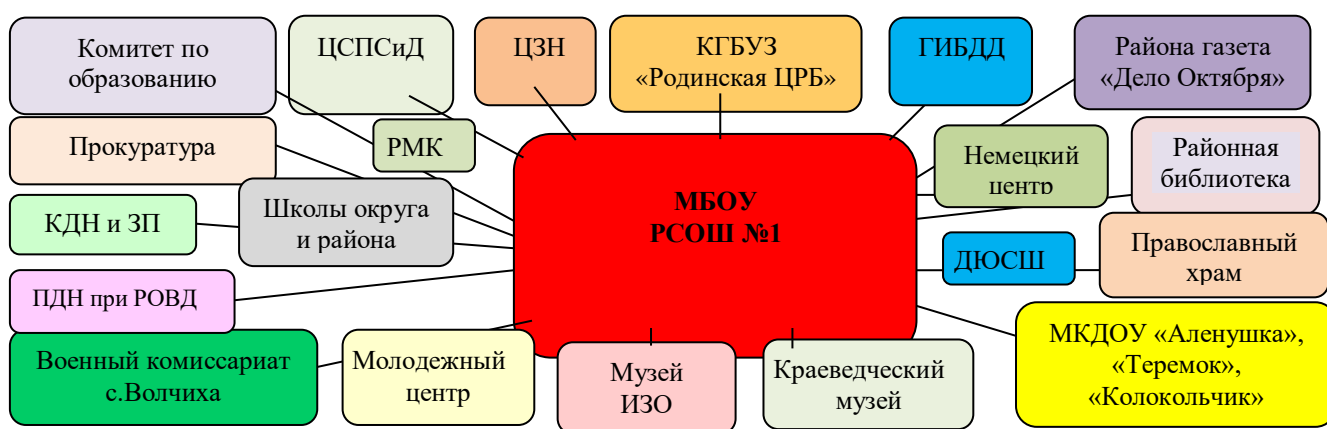 Комитет по
образованию
ЦСПСиД
ЦЗН
КГБУЗ
«Родинская ЦРБ»
ГИБДД
Района газета
«Дело Октября»
Прокуратура
РМК
Немецкий
центр
Районная
библиотека
КДН и ЗП
Школы округа
и района
МБОУ
РСОШ №1
ДЮСШ
Православный
храм
ПДН при РОВД
Военный комиссариат
с.Волчиха
Молодежный
центр
Музей
ИЗО
Краеведческий
музей
МКДОУ «Аленушка»,
«Теремок»,
«Колокольчик»